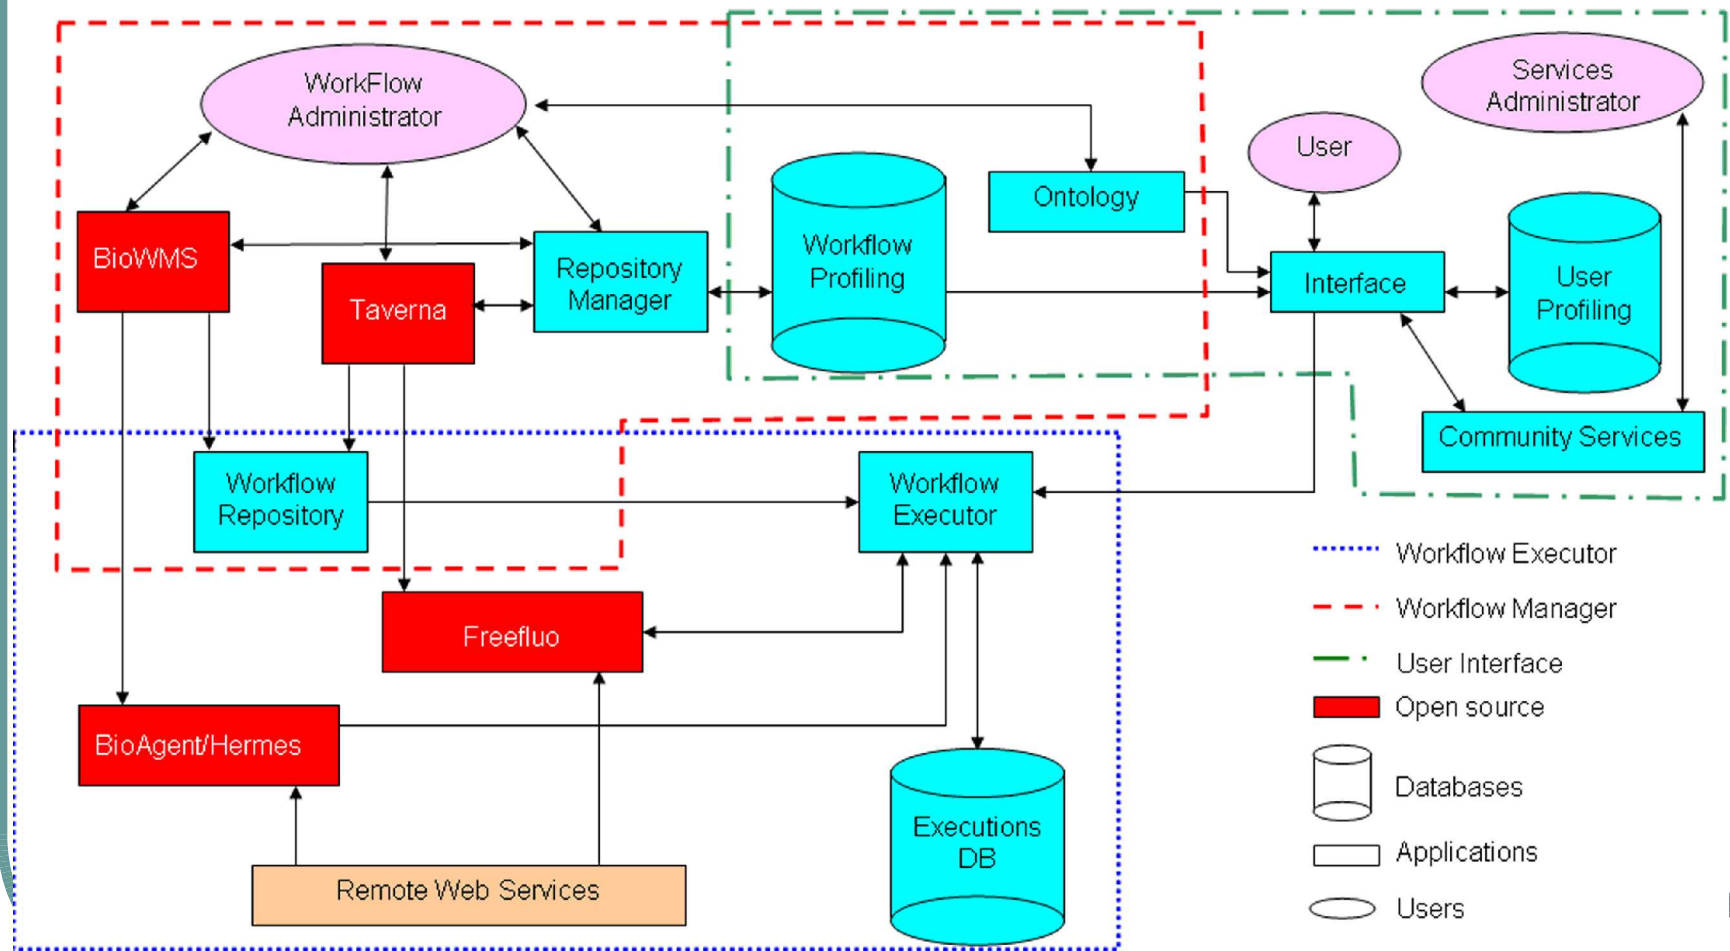 WorkFlow
Administrator
Services
Administrator
User
Ontology
BioWMS
Taverna
Repository
Manager
Workflow
Profiling
Interface
User
Profiling
Community Services
Workflow
Repository
Workflow
Executor
Freefluo
BioAgent/Hermes
Executions
DB
Remote Web Services
Workflow Executor
Workflow Manager
User Interface
Open source
Databases
Applications
Users